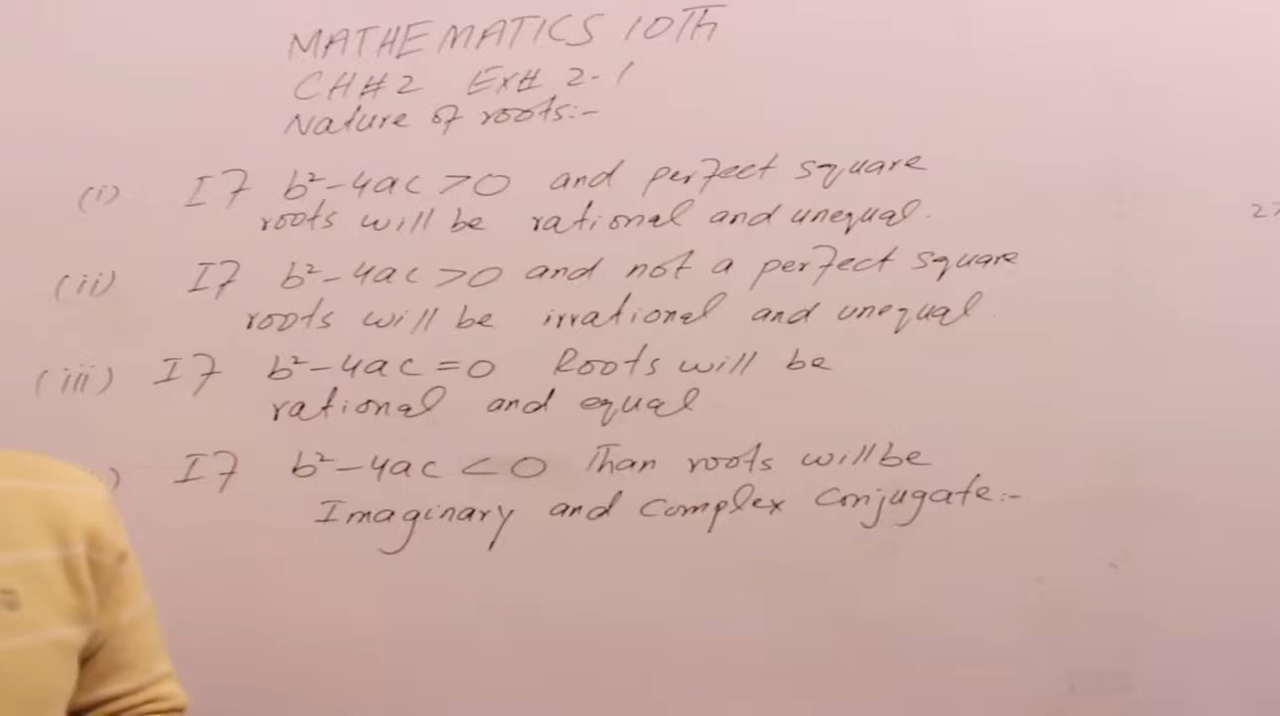 MATHEMATICS 10Th
CH#2 Ex# 2-1
Nature of roots:-
(i) If b²-4ac>0 and perfect square
roots will be rational and unequal.
(ii) If b²-4ac>0 and not a perfect square
roots will be irrational and unequal.
(iii) If b²-4ac=0 Roots will be
rational and equal
) If b²-4ac<0 Than roots will be
Imaginary and complex conjugate:-